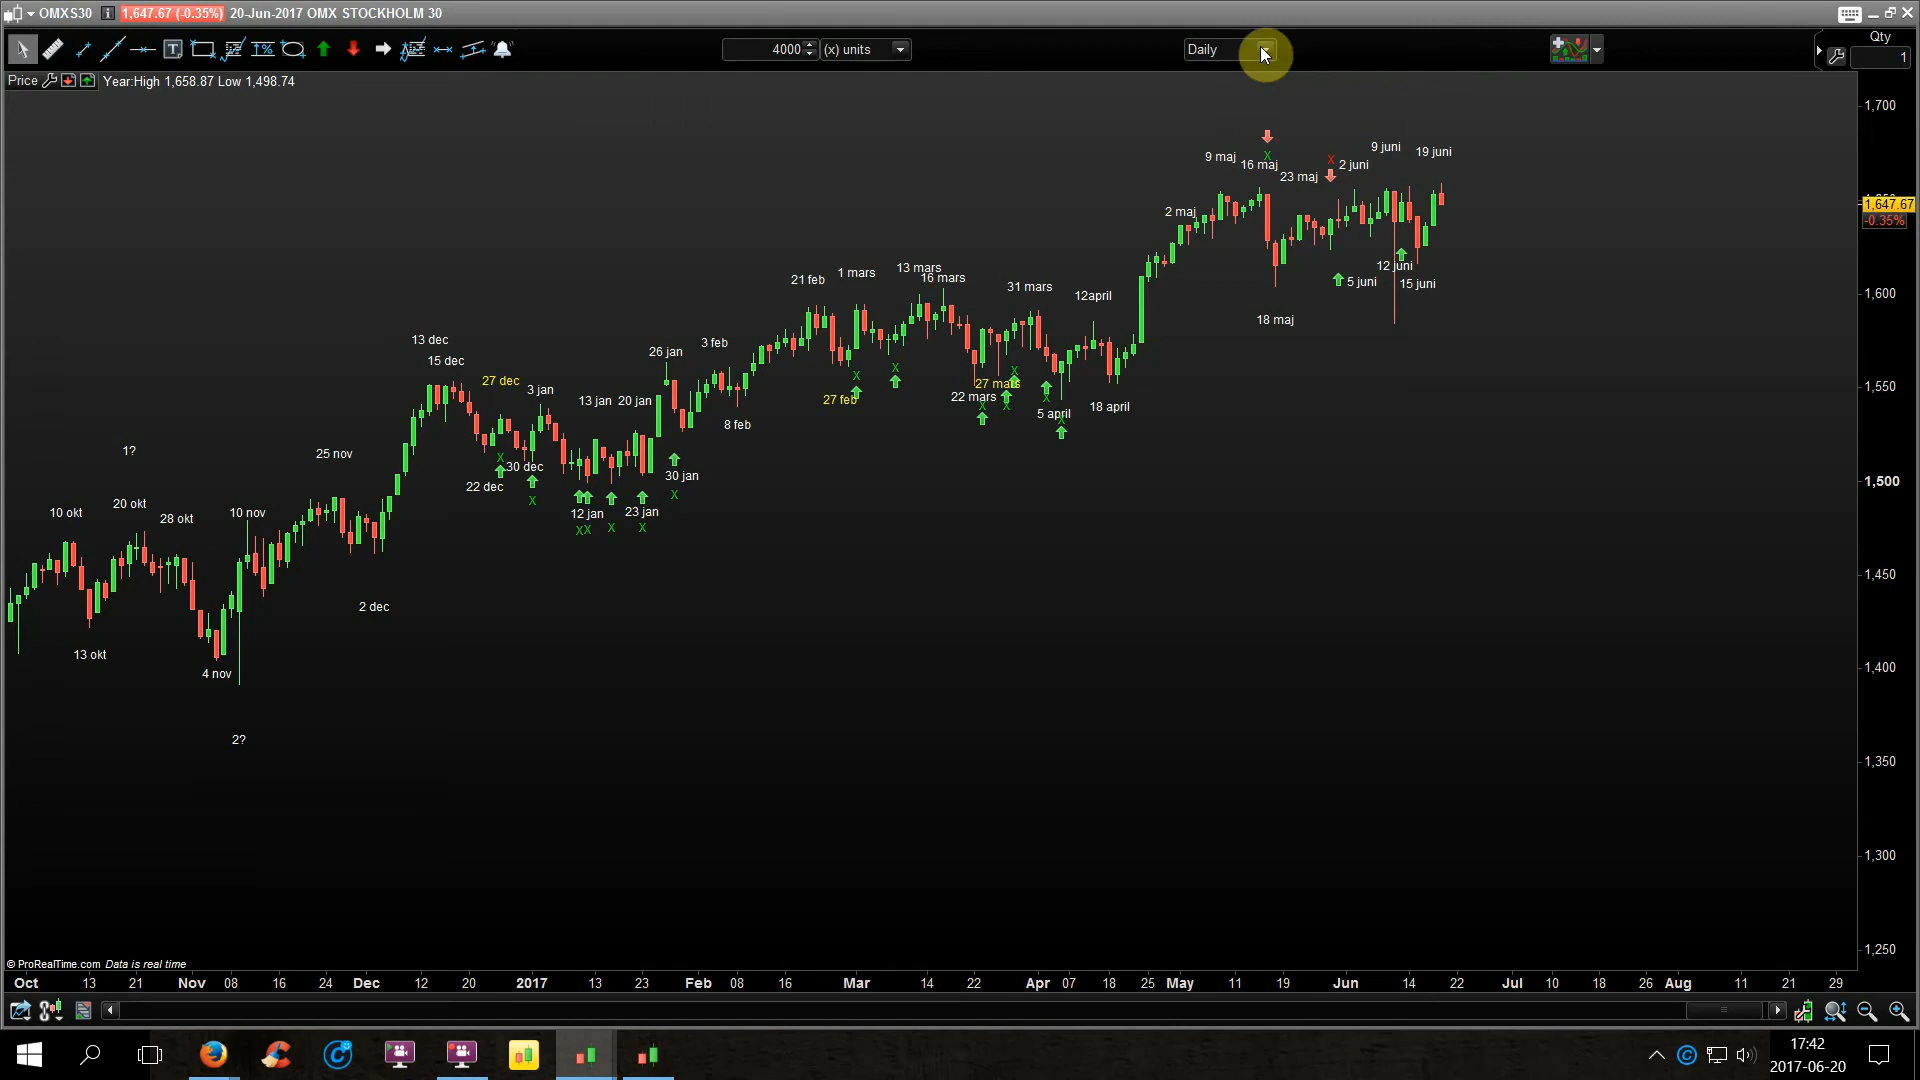 OMXS30 i 1,647.67 (-0.35%) 20-Jun-2017 OMX STOCKHOLM 30
T % 4000 (x) units Daily Qty
1
Price Year:High 1,658.87 Low 1,498.74
1,700
9 juni
19 juni
9 maj
X
16 maj
X
2 juni
23 maj
1,647.67
-0.35%
2 maj
12 juni
5 juni
15 juni
18 maj
1,600
13 mars
1 mars
16 mars
21 feb
31 mars
12april
13 dec
3 feb
26 jan
15 dec
27 dec
3 jan
13 jan
20 jan
X
X
X
27 mars
1,550
22 mars
27 feb
X
X
X
18 april
5 april
X
8 feb
1?
25 nov
X
30 dec
30 jan
22 dec
X
X
1,500
20 okt
10 okt
10 nov
28 okt
12 jan
23 jan
XX
X
X
1,450
2 dec
13 okt
4 nov
1,400
2?
1,350
1,300
1,250
© ProRealTime.com Data is real time
Oct 13 21 Nov 08 16 24 Dec 12 20 2017 13 23 Feb 08 16 Mar 14 22 Apr 07 18 25 May 11 19 Jun 14 22 Jul 10 18 26 Aug 11 21 29
17:42
2017-06-20